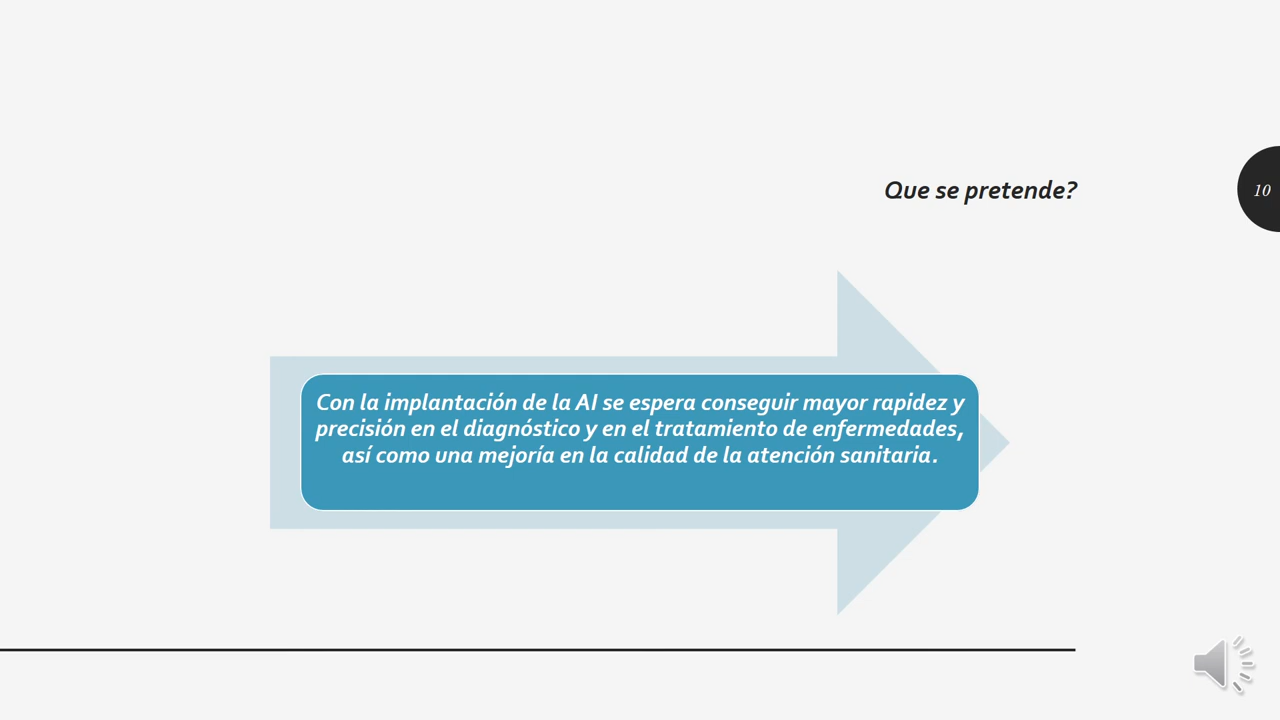 Que se pretende?
10
Con la implantación de la AI se espera conseguir mayor rapidez y
precisión en el diagnóstico y en el tratamiento de enfermedades,
así como una mejoría en la calidad de la atención sanitaria.